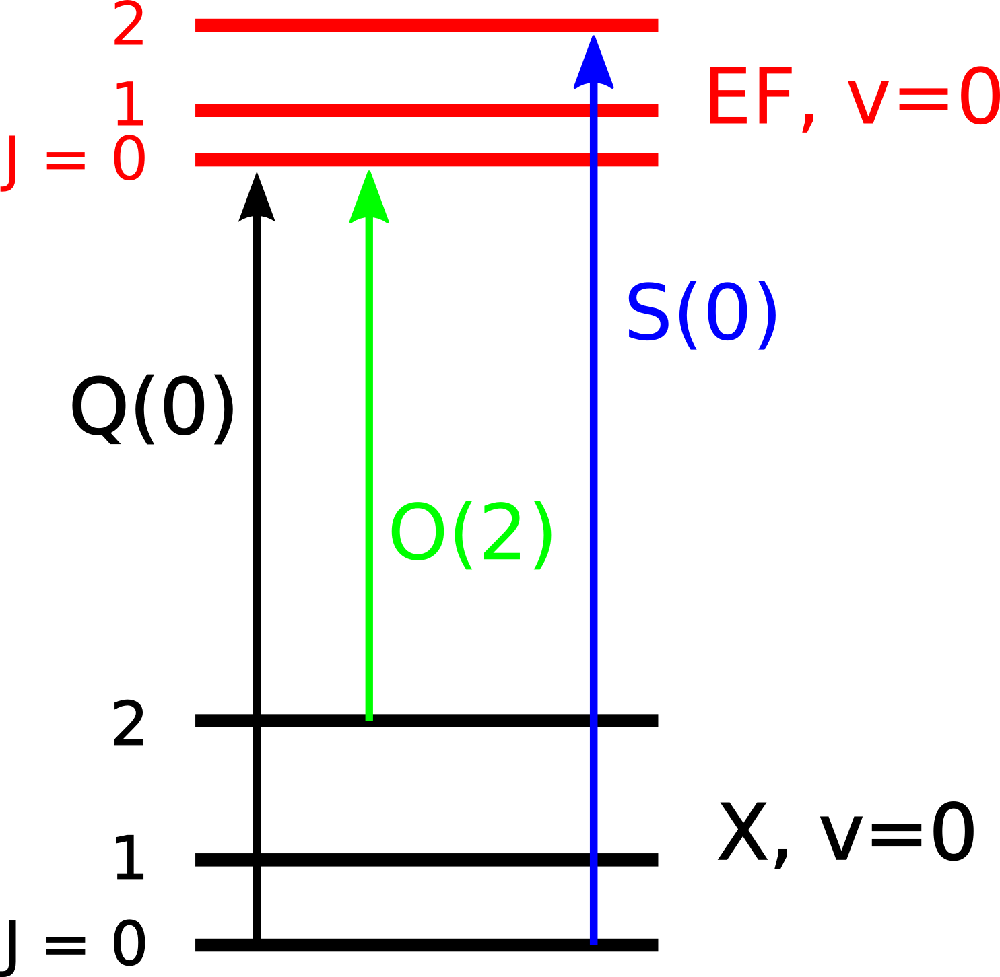 2
1
J = 0
EF, v=0
S(0)
Q(0)
O(2)
2
1
J = 0
X, v=0